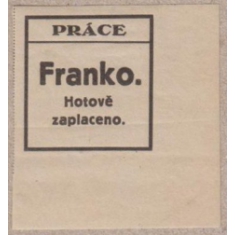 PRÁCE
Franko.
Hotově
zaplaceno.